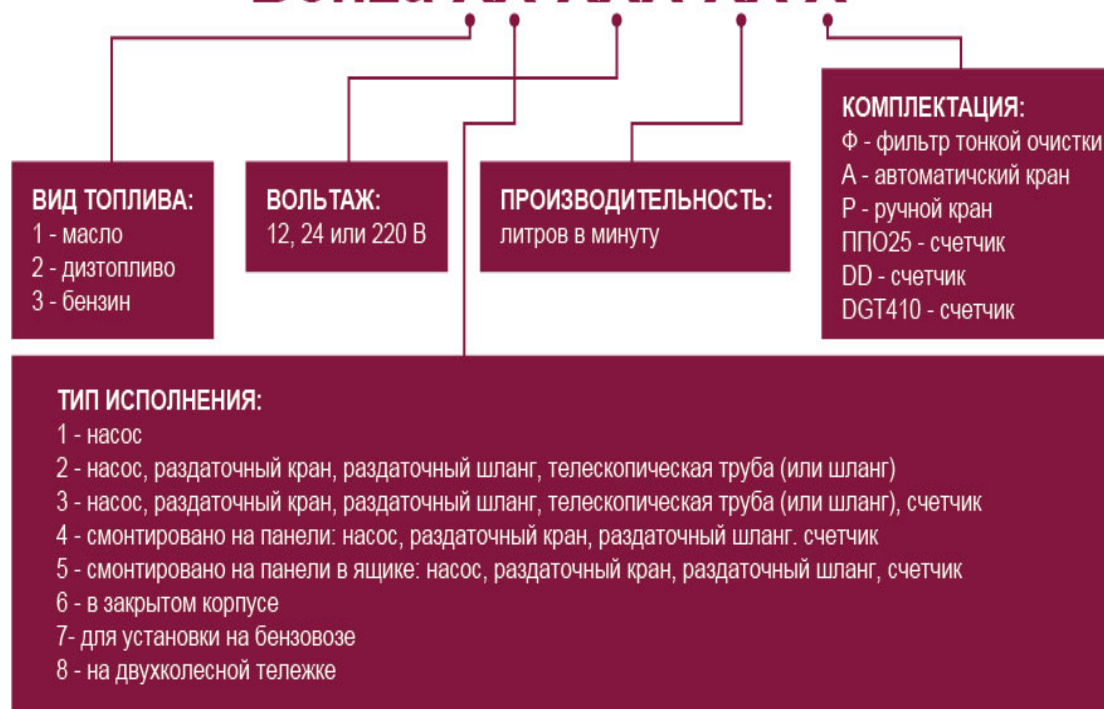 ВИД ТОПЛИВА:
1 - масло
2 - дизтопливо
3 - бензин
ВОЛЬТАЖ:
12, 24 или 220 В
ПРОИЗВОДИТЕЛЬНОСТЬ:
литров в минуту
КОМПЛЕКТАЦИЯ:
Ф - фильтр тонкой очистки
А - автоматичский кран
Р - ручной кран
ППО25 - счетчик
DD - счетчик
DGT410 - счетчик
ТИП ИСПОЛНЕНИЯ:
1 - насос
2 - насос, раздаточный кран, раздаточный шланг, телескопическая труба (или шланг)
3 - насос, раздаточный кран, раздаточный шланг, телескопическая труба (или шланг), счетчик
4 - смонтировано на панели: насос, раздаточный кран, раздаточный шланг. счетчик
5 - смонтировано на панели в ящике: насос, раздаточный кран, раздаточный шланг, счетчик
6 - в закрытом корпусе
7- для установки на бензовозе
8 - на двухколесной тележке